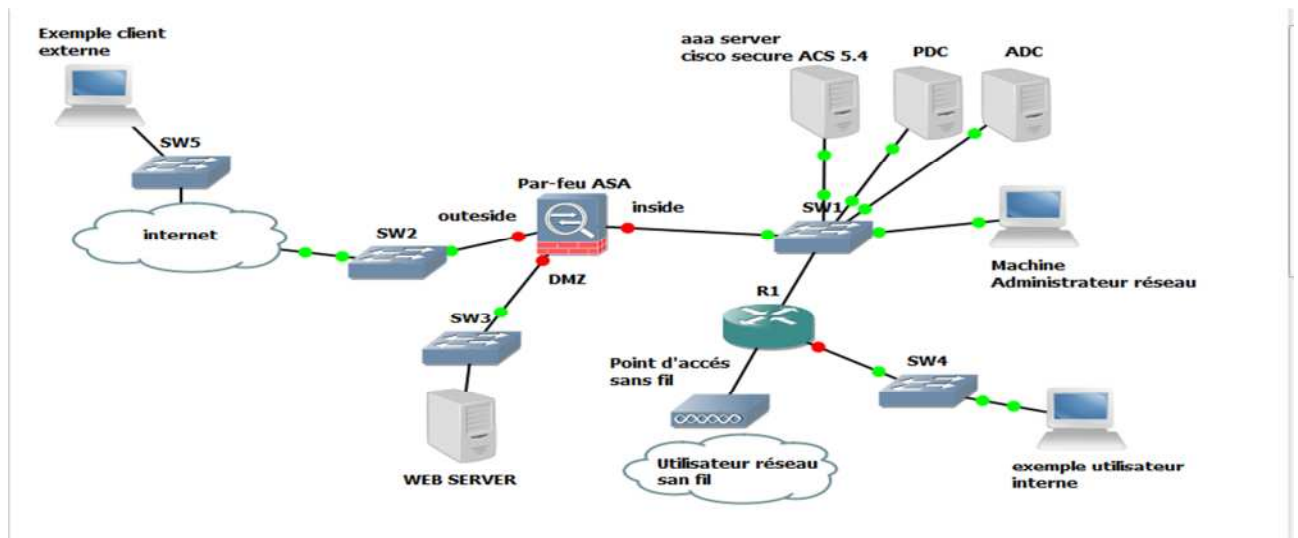 Exemple client
externe
SW5
internet
SW2
outeside
Par-feu ASA
inside
DMZ
SW3
WEB SERVER
aaa server
cisco secure ACS 5.4
PDC
ADC
SW1
Machine
Administrateur réseau
R1
Point d'accés
sans fil
SW4
Utilisateur réseau
san fil
exemple utilisateur
interne